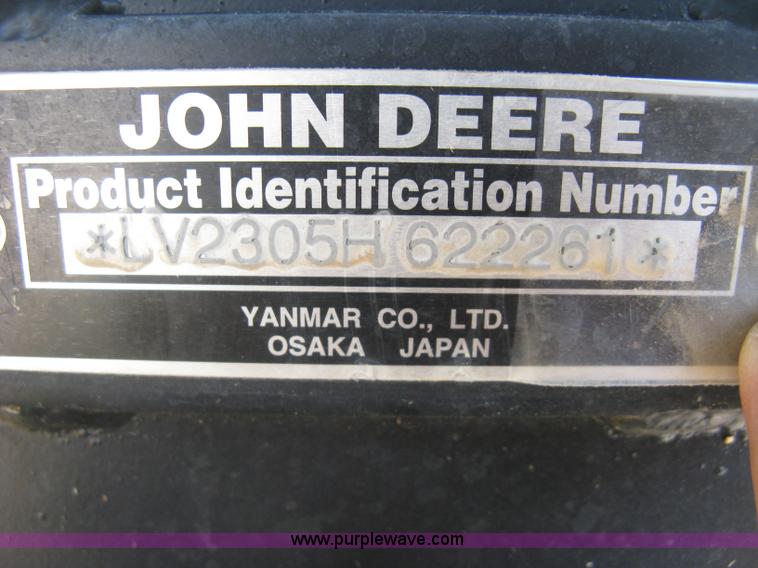 JOHN DEERE
Product Identification Number
*LV2305H 622261*
YANMAR CO., LTD.
OSAKA JAPAN
www.purplewave.com